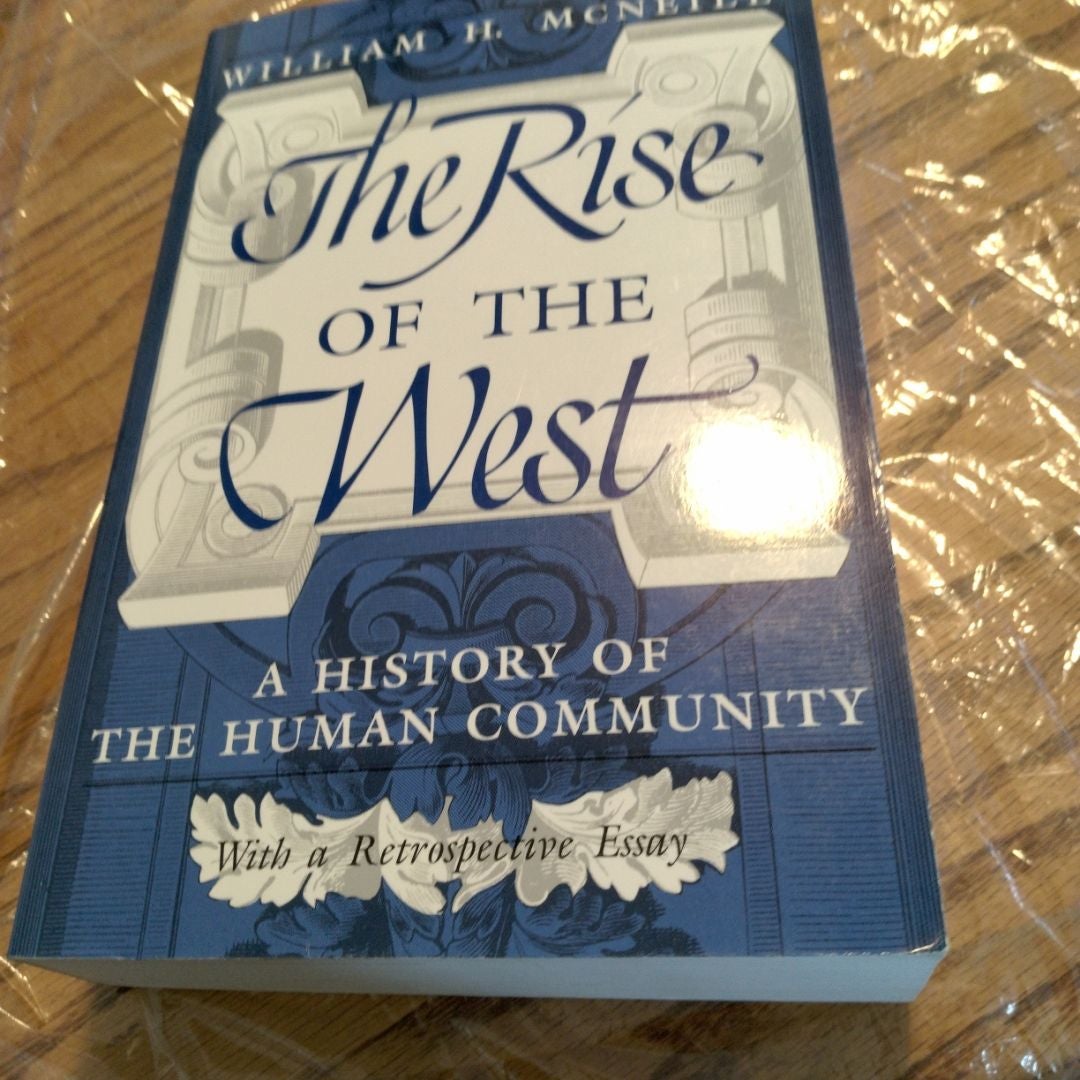 WILLIAM H. MCNEILL
The Rise
OF THE
West
A HISTORY OF
THE HUMAN COMMUNITY
With a Retrospective Essay